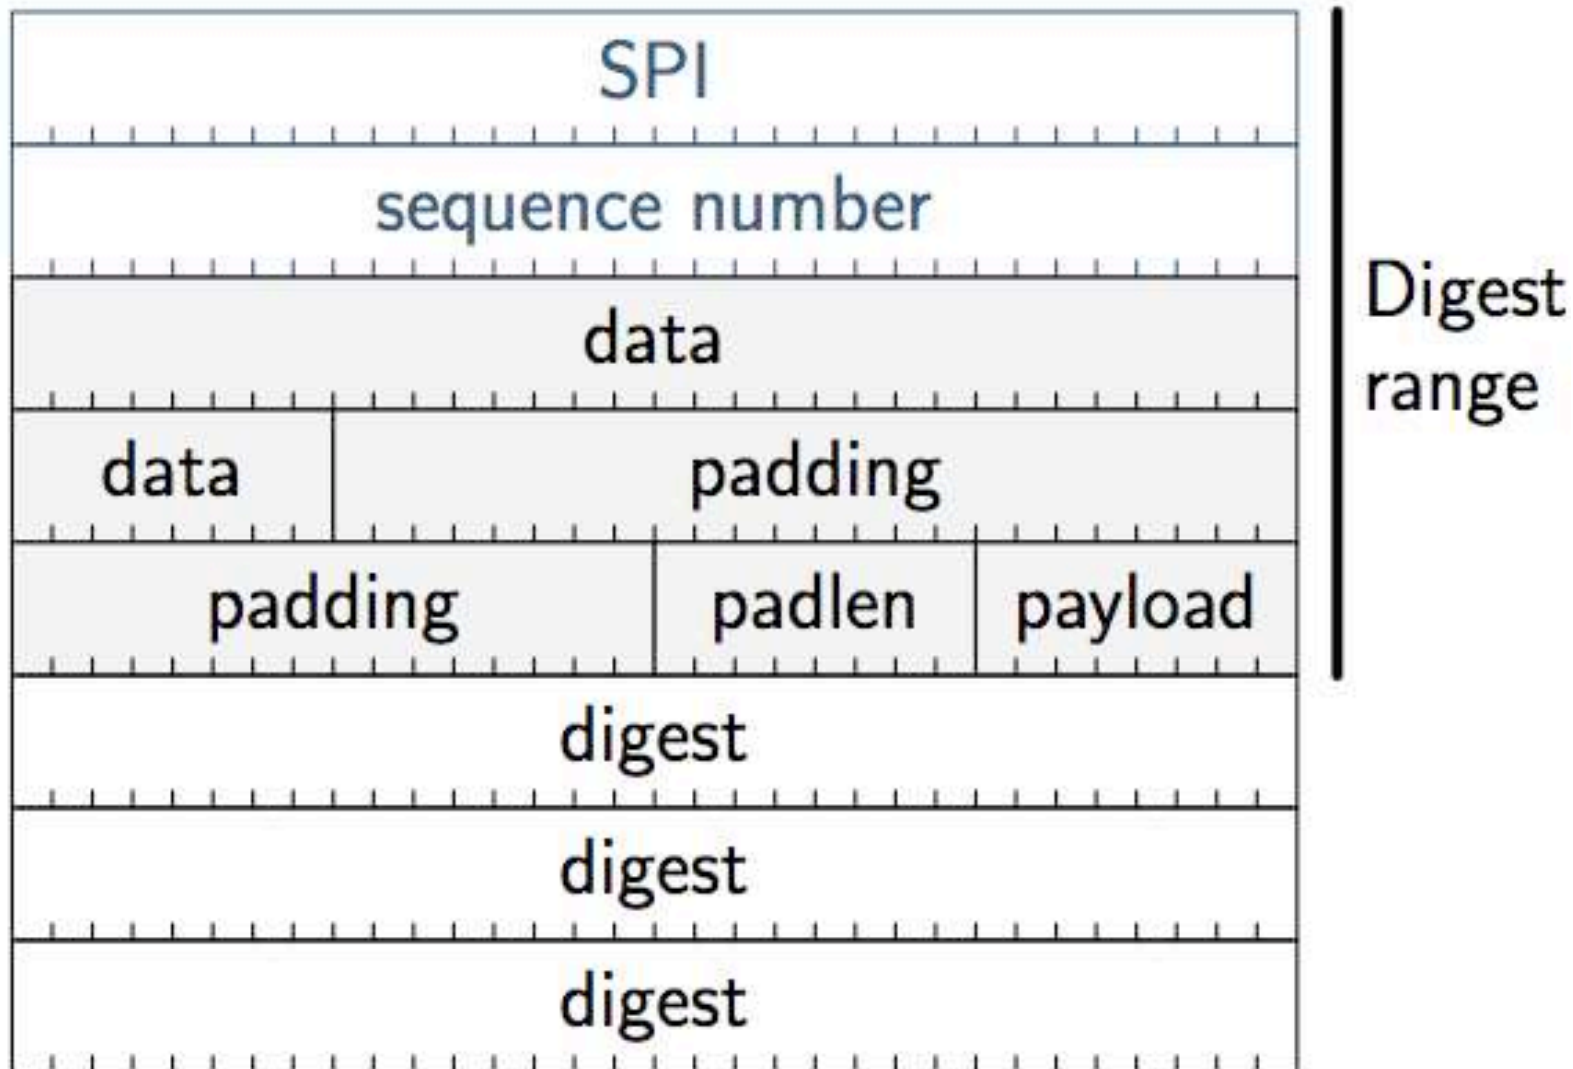 SPI
sequence number
data
Digest
range
data padding
padding padlen payload
digest
digest
digest